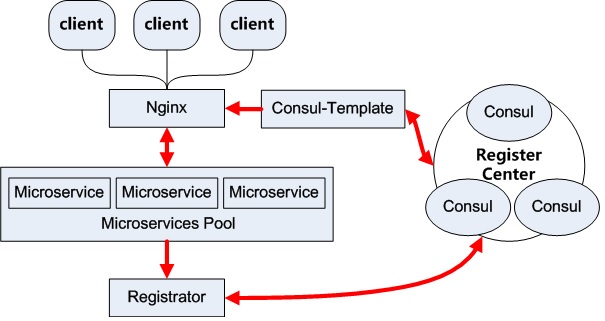 client
client
client
Nginx
Consul-Template
Consul
Register
Center
Microservice
Microservice
Microservice
Consul
Consul
Microservices Pool
Registrator